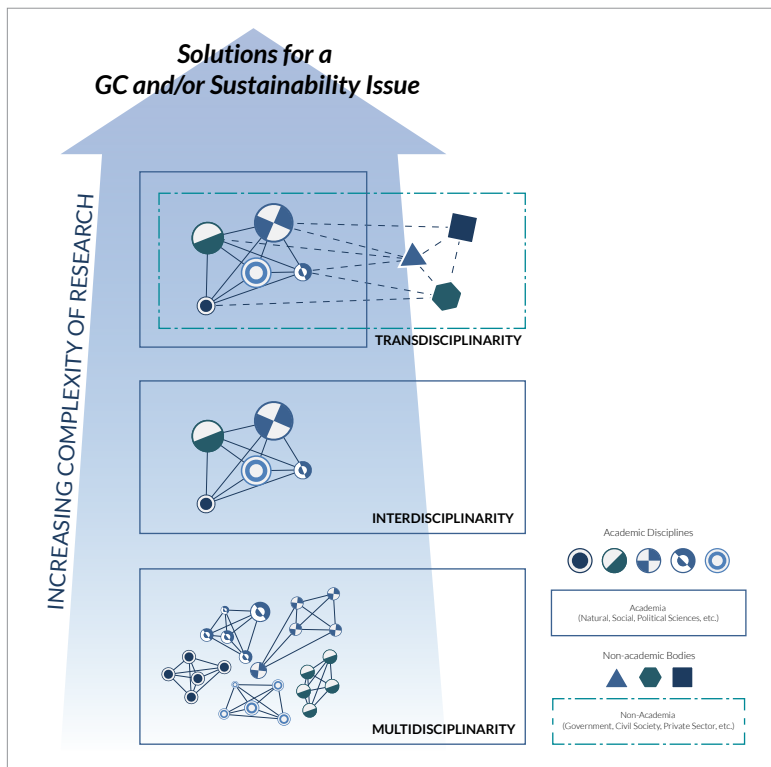 Solutions for a
GC and/or Sustainability Issue
INCREASING COMPLEXITY OF RESEARCH
TRANSDISCIPLINARITY
INTERDISCIPLINARITY
MULTIDISCIPLINARITY
Academic Disciplines
Academia
(Natural, Social, Political Sciences, etc.)
Non-academic Bodies
Non-Academia
(Government, Civil Society, Private Sector, etc.)